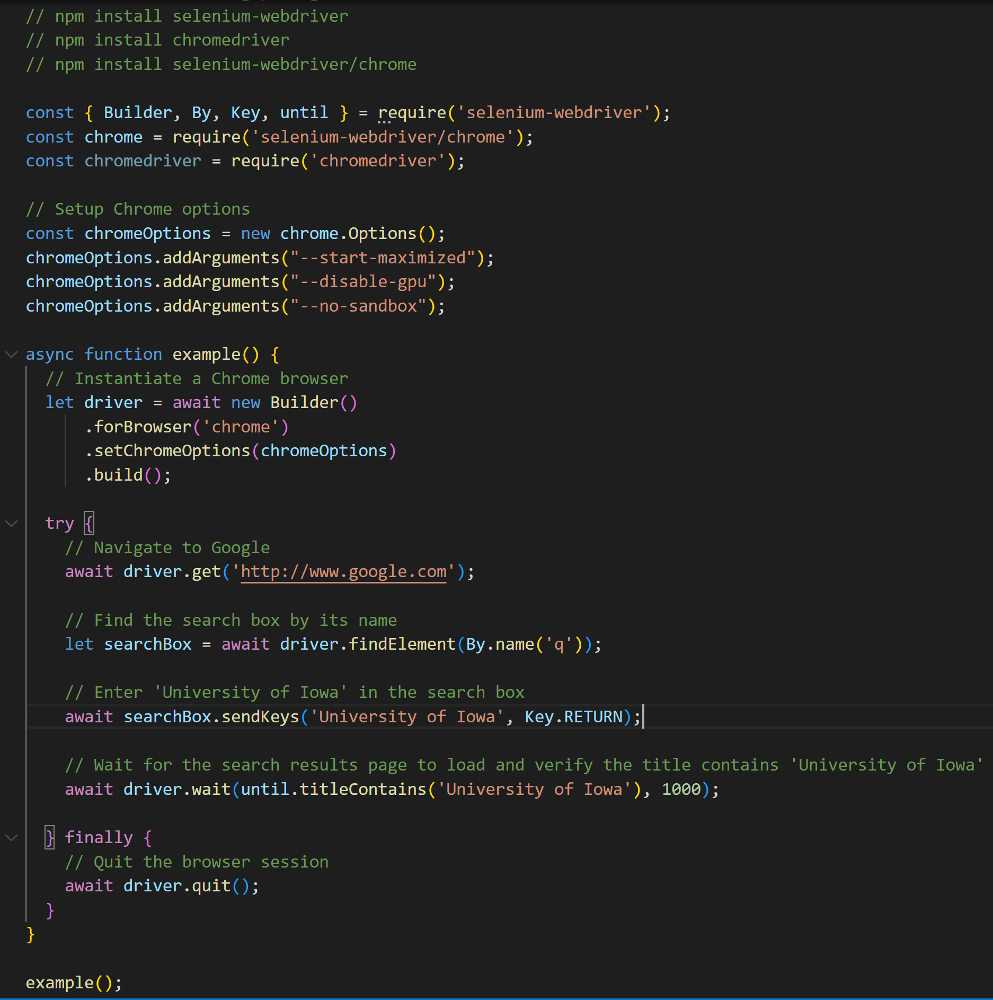 // npm install selenium-webdriver
// npm install chromedriver
// npm install selenium-webdriver/chrome

const { Builder, By, Key, until } = require('selenium-webdriver');
const chrome = require('selenium-webdriver/chrome');
const chromedriver = require('chromedriver');

// Setup Chrome options
const chromeOptions = new chrome.Options();
chromeOptions.addArguments("--start-maximized");
chromeOptions.addArguments("--disable-gpu");
chromeOptions.addArguments("--no-sandbox");

async function example() {
  // Instantiate a Chrome browser
  let driver = await new Builder()
      .forBrowser('chrome')
      .setChromeOptions(chromeOptions)
      .build();

  try {
    // Navigate to Google
    await driver.get('http://www.google.com');

    // Find the search box by its name
    let searchBox = await driver.findElement(By.name('q'));

    // Enter 'University of Iowa' in the search box
    await searchBox.sendKeys('University of Iowa', Key.RETURN);

    // Wait for the search results page to load and verify the title contains 'University of Iowa'
    await driver.wait(until.titleContains('University of Iowa'), 1000);

  } finally {
    // Quit the browser session
    await driver.quit();
  }
}

example();